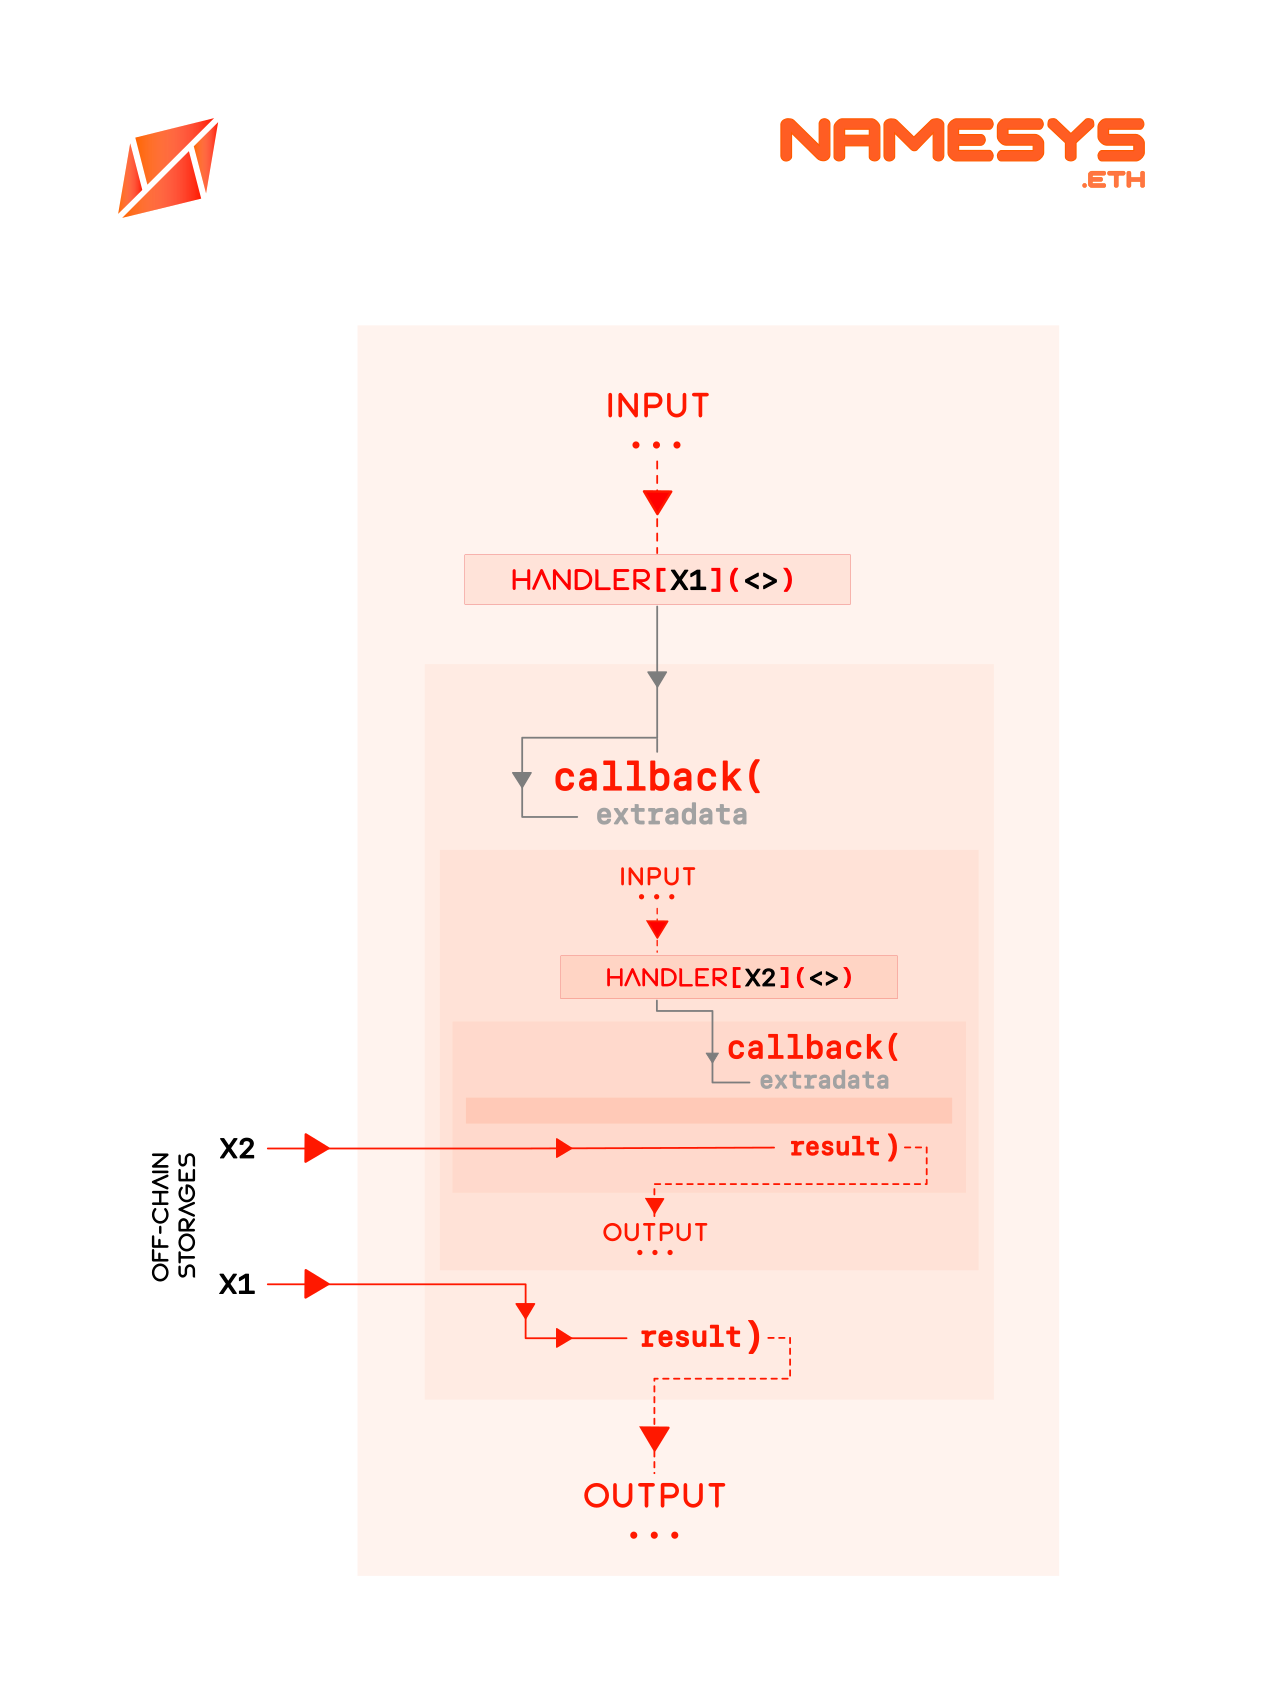 NAMESYS
.ETH
INPUT
...
HANDLER[X1](<>)
callback(
extradata
INPUT
...
HANDLER[X2](<>)
callback(
extradata
X2
result)
OFF-CHAIN
STORAGES
OUTPUT
...
X1
result)
OUTPUT
...